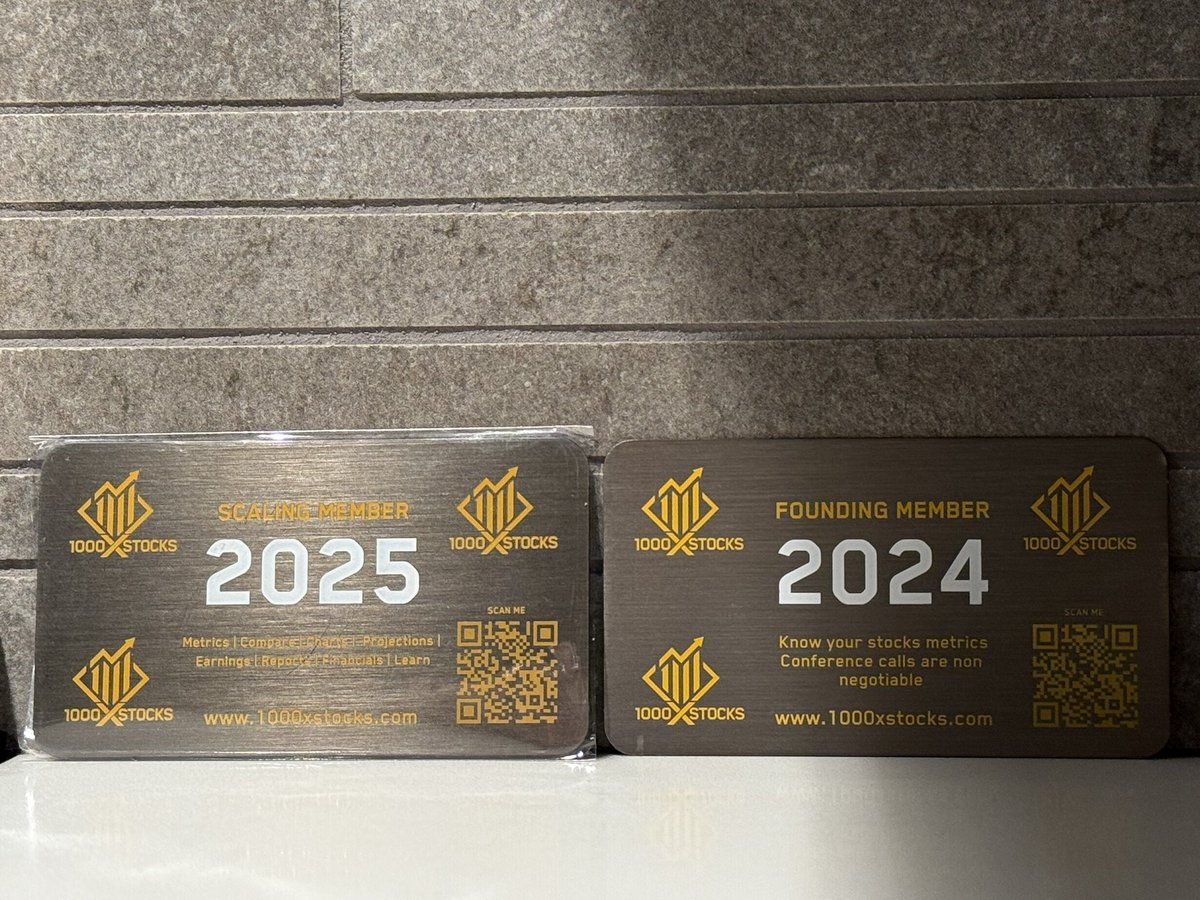 1000XSTOCKS
SCALING MEMBER
1000XSTOCKS
2025
SCAN ME
Metrics | Compare | Charts | Projections |
Earnings | Reports | Financials | Learn
1000XSTOCKS
www.1000xstocks.com
1000XSTOCKS
FOUNDING MEMBER
1000XSTOCKS
2024
SCAN ME
Know your stocks metrics
Conference calls are non
negotiable
1000XSTOCKS
www.1000xstocks.com